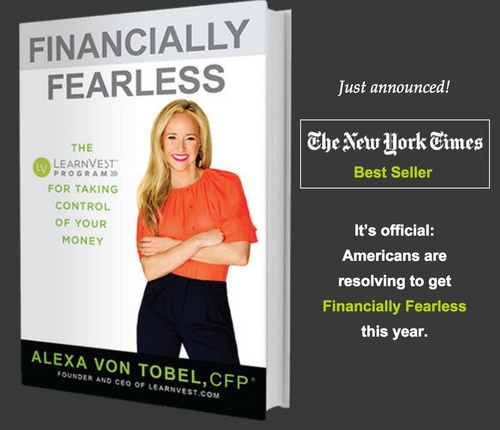 FINANCIALLY
FEARLESS
THE
LV LEARNVEST®
PROGRAM
FOR TAKING
CONTROL
OF YOUR
MONEY
ALEXA VON TOBEL, CFP®
FOUNDER AND CEO OF LEARNVEST.COM
Just announced!
The New York Times
Best Seller
It's official:
Americans are
resolving to get
Financially Fearless
this year.